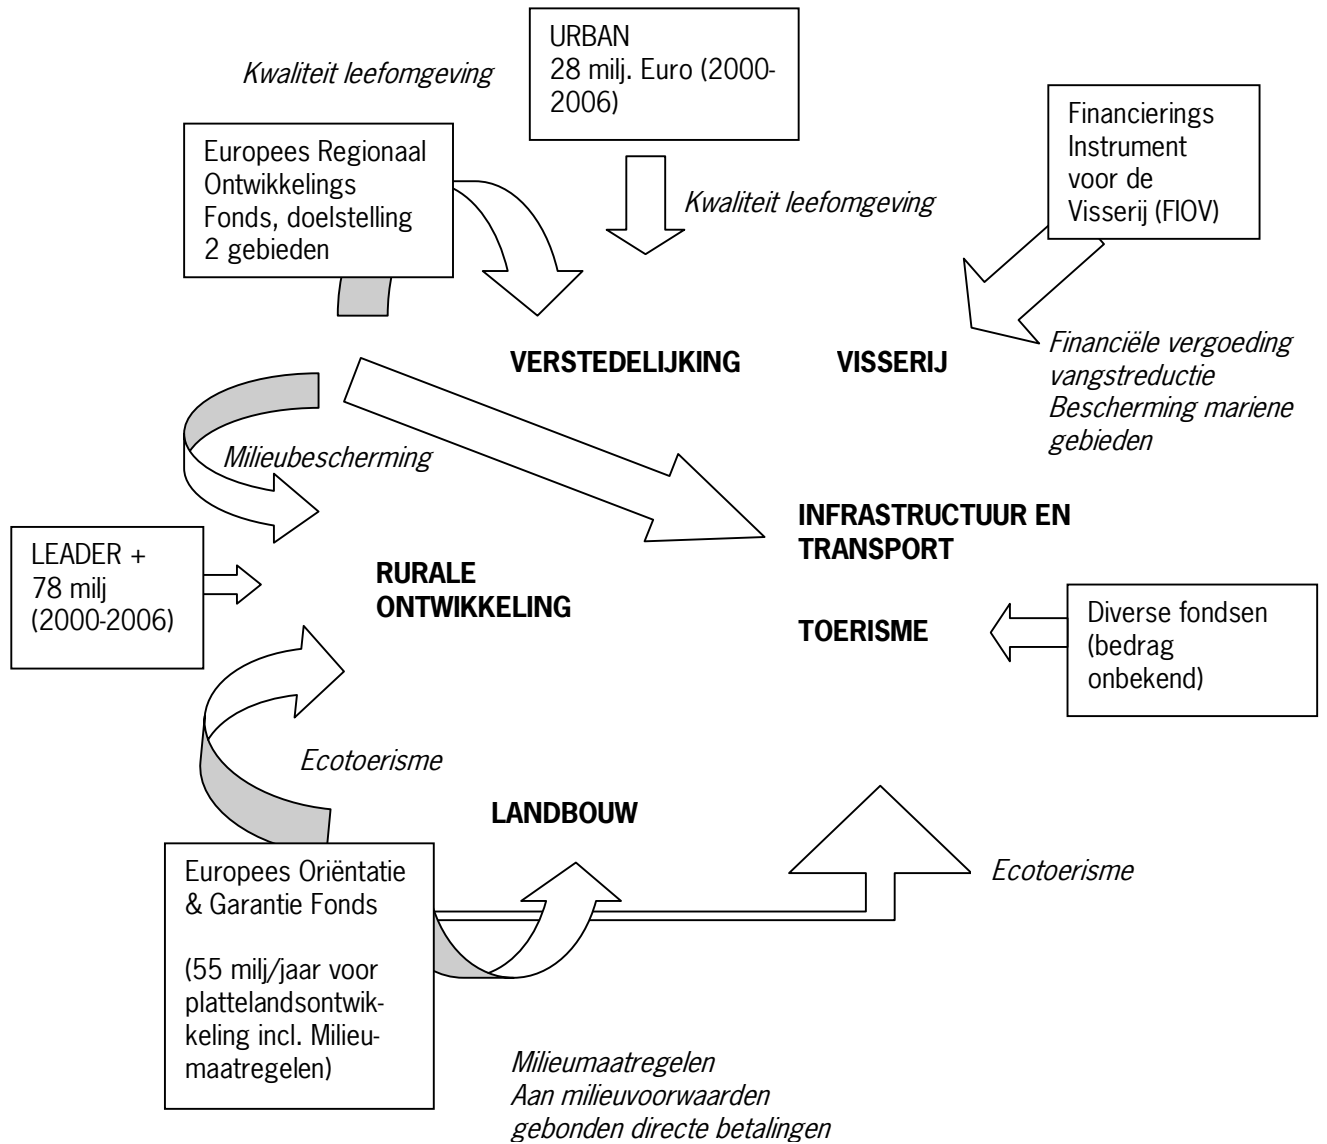 URBAN
28 milj. Euro (2000-
2006)
Kwaliteit leefomgeving
Financierings
Instrument
voor de
Visserij (FIOV)
Europees Regionaal
Ontwikkelings
Fonds, doelstelling
2 gebieden
Kwaliteit leefomgeving
VERSTEDELIJKING
VISSERIJ
Financiële vergoeding
vangstreductie
Bescherming mariene
gebieden
Milieubescherming
INFRASTRUCTUUR EN
TRANSPORT
LEADER +
78 milj
(2000-2006)
RURALE
ONTWIKKELING
TOERISME
Diverse fondsen
(bedrag
onbekend)
Ecotoerisme
LANDBOUW
Europees Oriëntatie
& Garantie Fonds
(55 milj/jaar voor
plattelandsontwik-
keling incl. Milieu-
maatregelen)
Ecotoerisme
Milieumaatregelen
Aan milieuvoorwaarden
gebonden directe betalingen